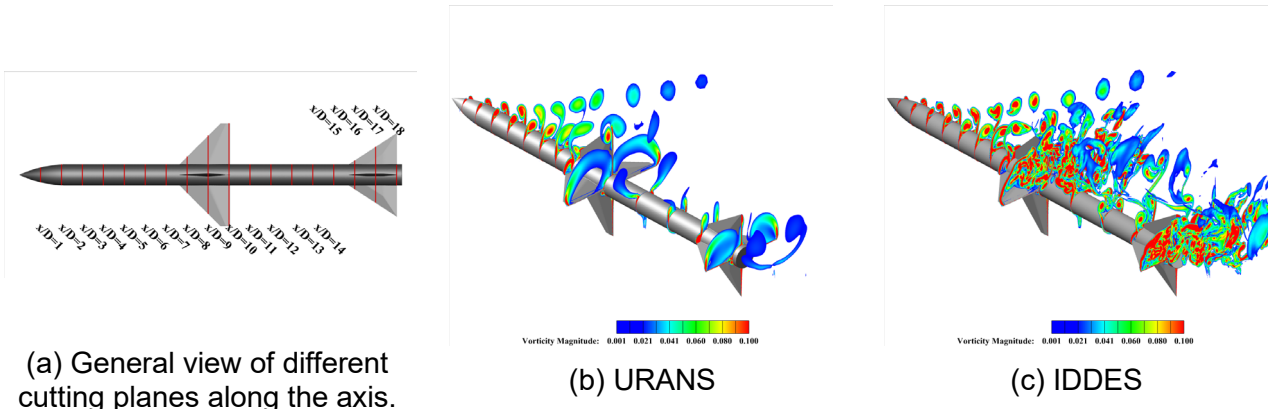 x/D=15
x/D=16
x/D=17
x/D=18
x/D=1
x/D=2
x/D=3
x/D=4
x/D=5
x/D=6
x/D=7
x/D=8
x/D=9
x/D=10
x/D=11
x/D=12
x/D=13
x/D=14
(a) General view of different
cutting planes along the axis.
Vorticity Magnitude: 0.001 0.021 0.041 0.060 0.080 0.100
(b) URANS
Vorticity Magnitude: 0.001 0.021 0.041 0.060 0.080 0.100
(c) IDDES